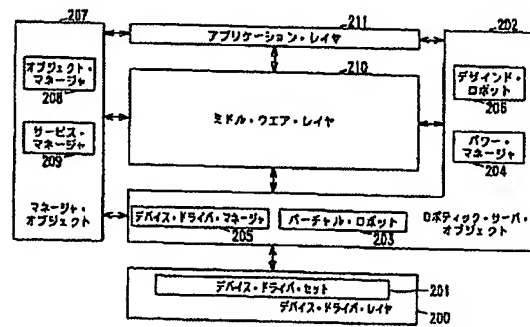 207
オブジェクト・
マネージャ
208
サービス・
マネージャ
209
マネージャ・
オブジェクト
211
アプリケーション・レイヤ
210
ミドル・ウエア・レイヤ
202
デザインド・
ロボット
206
パワー・
マネージャ
204
デバイス・ドライバ・マネージャ
205
バーチャル・ロボット
203
ロボティック・サーバ・
オブジェクト
デバイス・ドライバ・セット
201
デバイス・ドライバ・レイヤ
200